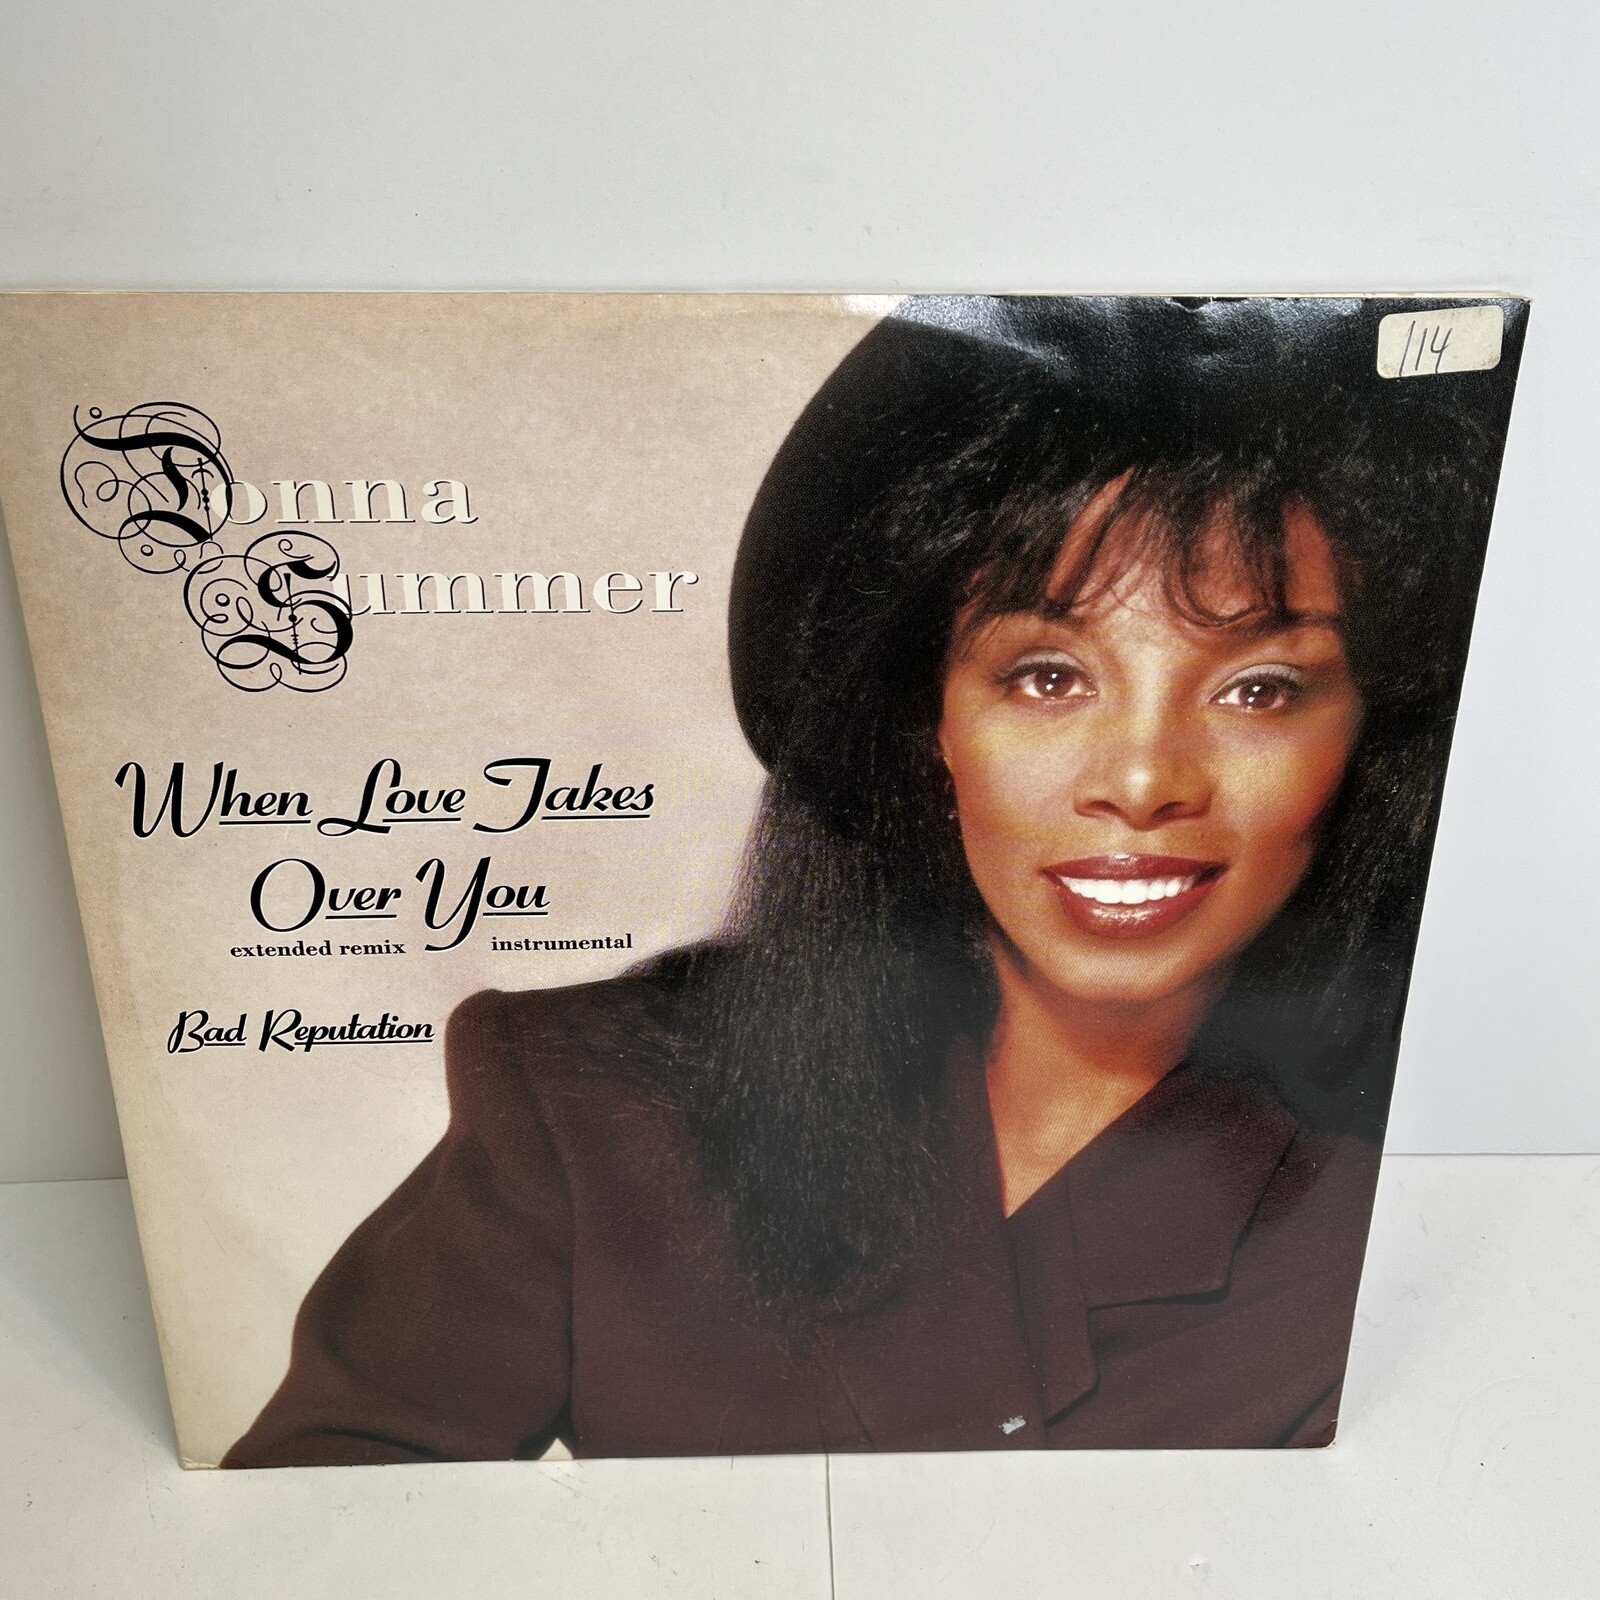 114
Donna
Summer
When Love Takes
Over You
extended remix instrumental
Bad Reputation